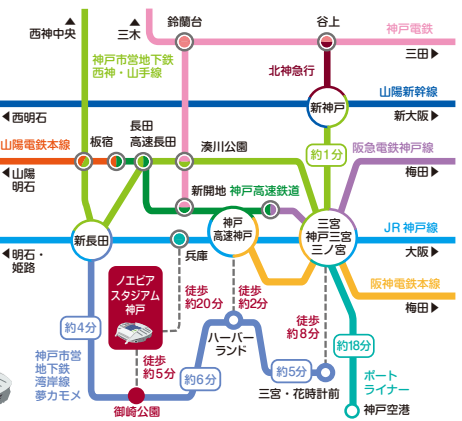 ▲
西神中央
▲
三木
鈴蘭台
谷上
神戸電鉄
三田▶
神戸市営地下鉄
西神・山手線
北神急行
山陽新幹線
◀西明石
新神戸
新大阪▶
山陽電鉄本線
板宿
長田
高速長田
湊川公園
約1分
阪急電鉄神戸線
◀山陽
明石
梅田▶
新開地
神戸高速鉄道
新長田
神戸
高速神戸
三宮
神戸三宮
三ノ宮
JR神戸線
◀明石・
姫路
兵庫
大阪▶
ノエビア
スタジアム
神戸
徒歩
約20分
徒歩
約2分
阪神電鉄本線
梅田▶
徒歩
約8分
約4分
ハーバー
ランド
約18分
神戸市営
地下鉄
湾岸線
夢カモメ
徒歩
約5分
約6分
約5分
三宮・花時計前
ポート
ライナー
御崎公園
神戸空港